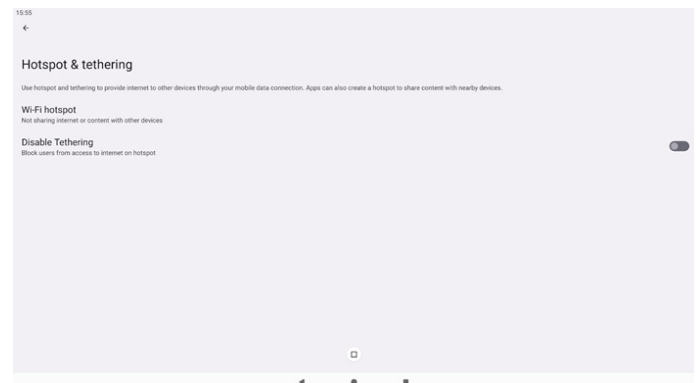 15:55
Hotspot & tethering
Use hotspot and tethering to provide internet to other devices through your mobile data connection. Apps can also create a hotspot to share content with nearby devices.
Wi-Fi hotspot
Not sharing internet or content with other devices
Disable Tethering
Block users from access to internet on hotspot